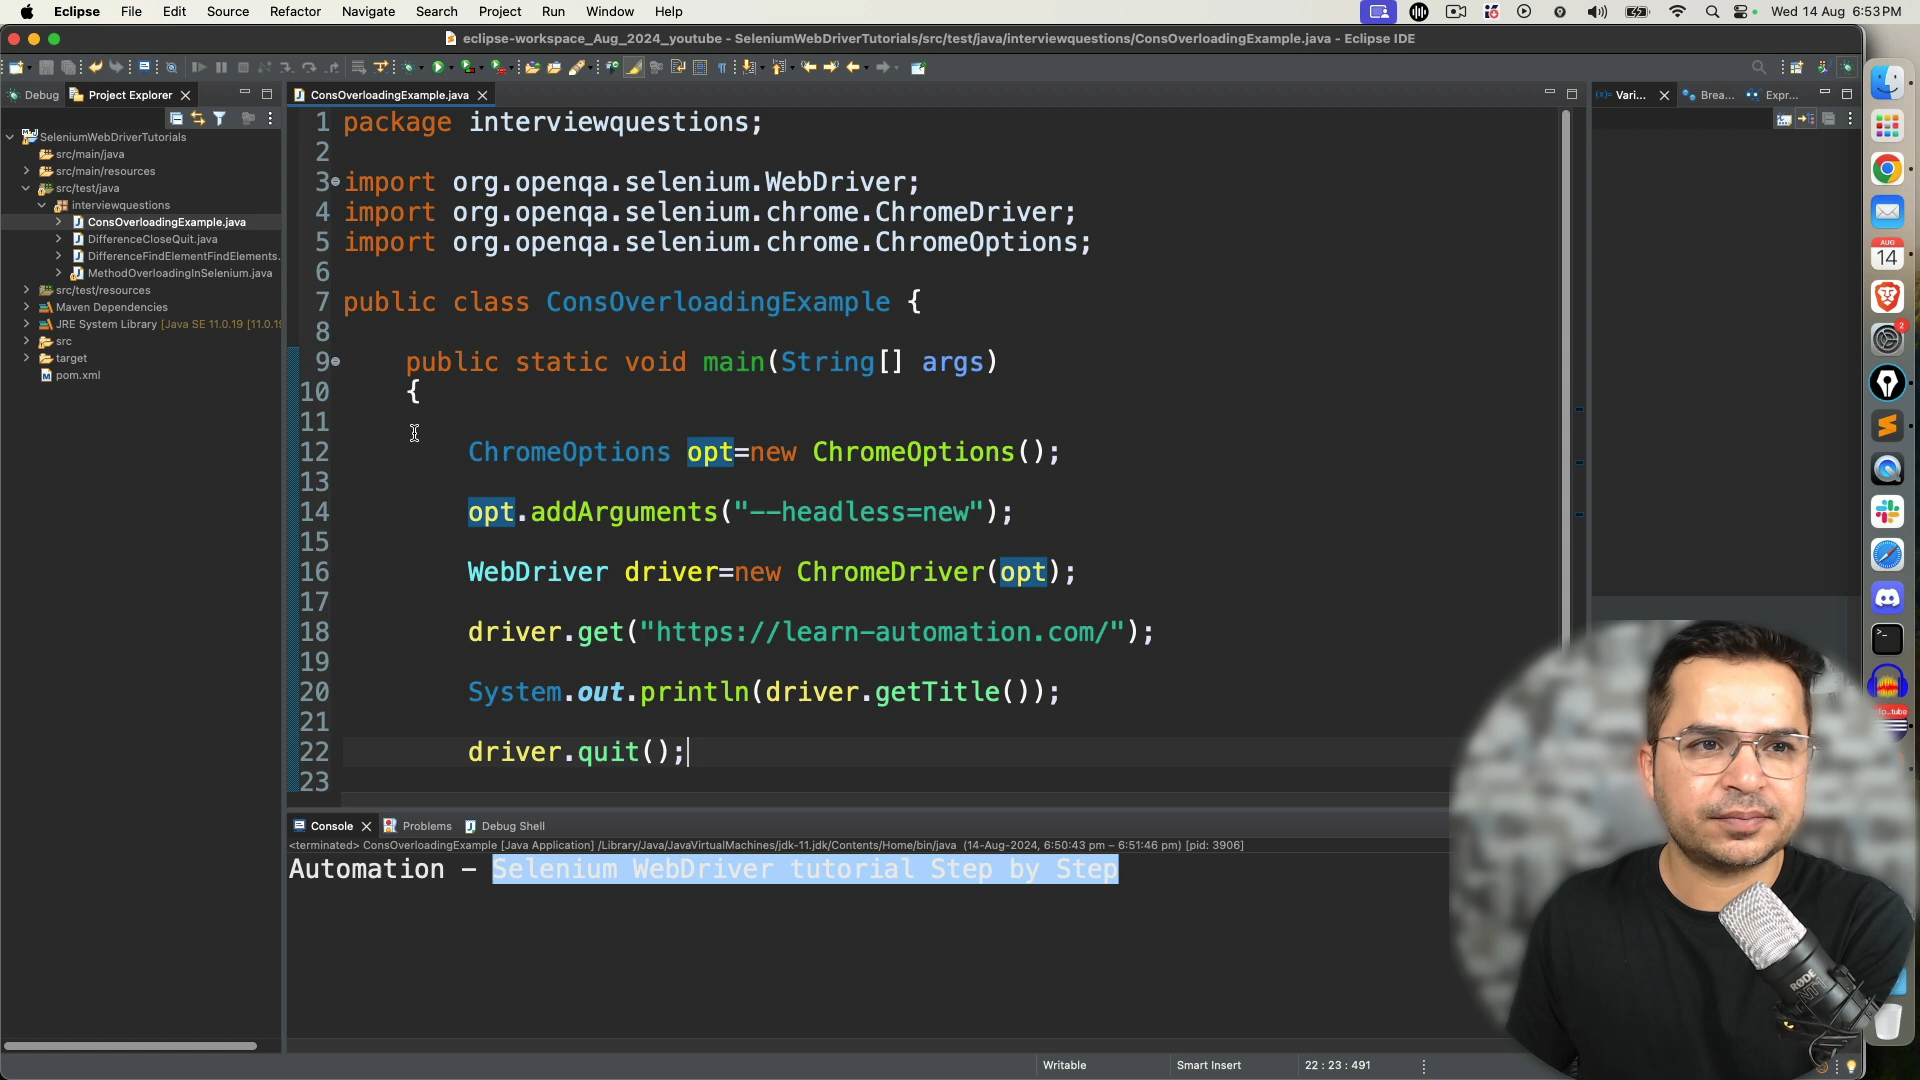 Eclipse File Edit Source Refactor Navigate Search Project Run Window Help Wed 14 Aug 6:53 PM
eclipse-workspace_Aug_2024_youtube - SeleniumWebDriverTutorials/src/test/java/interviewquestions/ConsOverloadingExample.java - Eclipse IDE
Debug Project Explorer
ConsOverloadingExample.java
Vari... Brea... Expr...
SeleniumWebDriverTutorials
src/main/java
src/main/resources
src/test/java
interviewquestions
ConsOverloadingExample.java
DifferenceCloseQuit.java
DifferenceFindElementFindElements.
MethodOverloadingInSelenium.java
src/test/resources
Maven Dependencies
JRE System Library [Java SE 11.0.19 [11.0.19
src
target
pom.xml
1 package interviewquestions;
2
3 import org.openqa.selenium.WebDriver;
4 import org.openqa.selenium.chrome.ChromeDriver;
5 import org.openqa.selenium.chrome.ChromeOptions;
6
7 public class ConsOverloadingExample {
8
9 public static void main(String[] args)
10 {
11
12 ChromeOptions opt=new ChromeOptions();
13
14 opt.addArguments("--headless=new");
15
16 WebDriver driver=new ChromeDriver(opt);
17
18 driver.get("https://learn-automation.com/");
19
20 System.out.println(driver.getTitle());
21
22 driver.quit();
23
Console Problems Debug Shell
<terminated> ConsOverloadingExample [Java Application] /Library/Java/JavaVirtualMachines/jdk-11.jdk/Contents/Home/bin/java (14-Aug-2024, 6:50:43 pm – 6:51:46 pm) [pid: 3906]
Automation - Selenium WebDriver tutorial Step by Step
Writable Smart Insert 22 : 23 : 491
AUG
14
2
RØDE
NT1